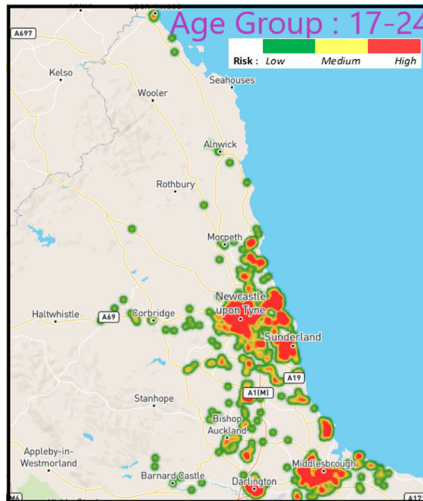 Age Group : 17-24
Risk : Low Medium High
A697
Kelso
Seahouses
Wooler
Alnwick
Rothbury
Morpeth
Newcastle
upon Tyne
Haltwhistle
A69
Corbridge
Sunderland
A19
A1(M)
Stanhope
Bishop
Auckland
Appleby-in-
Westmorland
Middlesbrough
Barnard Castle
Darlington